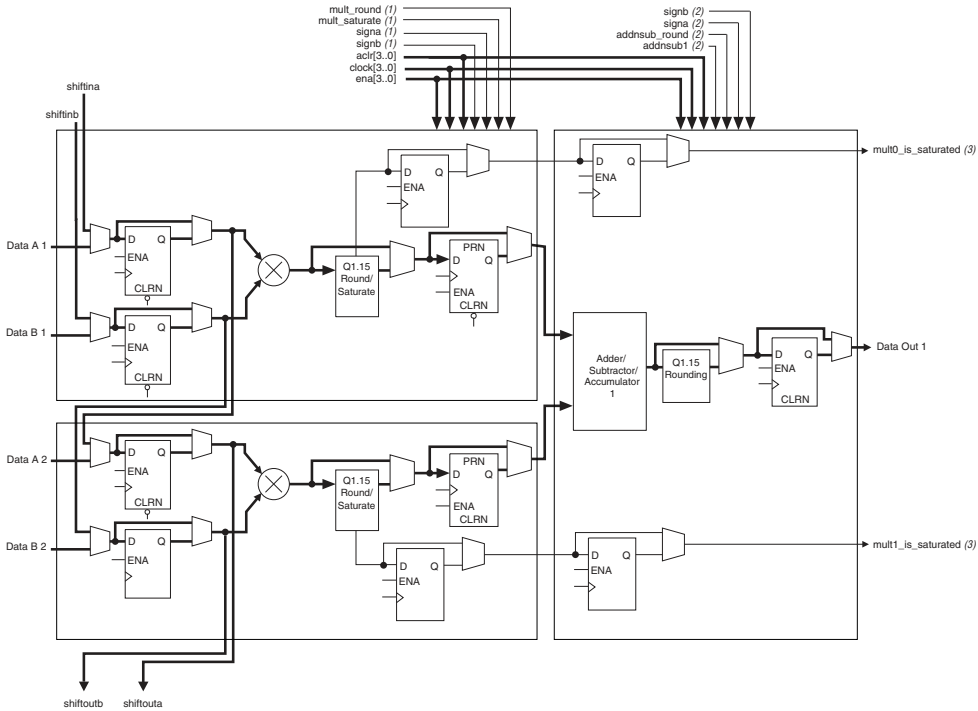 mult_round (1)
mult_saturate (1)
signa (1)
signb (1)
aclr[3..0]
clock[3..0]
ena[3..0]
signb (2)
signa (2)
addnsub_round (2)
addnsub1 (2)
shiftina
shiftinb
D Q
ENA
D Q
ENA
mult0_is_saturated (3)
Data A 1
D Q
ENA
CLRN
Q1.15
Round/
Saturate
PRN
D Q
ENA
CLRN
Data B 1
D Q
ENA
CLRN
Adder/
Subtractor/
Accumulator
1
Q1.15
Rounding
D Q
ENA
CLRN
Data Out 1
Data A 2
D Q
ENA
CLRN
Q1.15
Round/
Saturate
PRN
D Q
ENA
CLRN
Data B 2
D Q
ENA
D Q
ENA
D Q
ENA
mult1_is_saturated (3)
shiftoutb
shiftouta